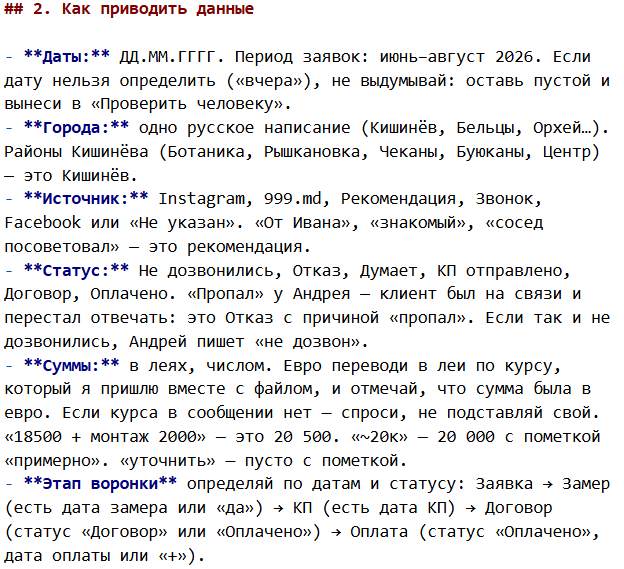 ## 2. Как приводить данные
- **Даты:** ДД.ММ.ГГГГ. Период заявок: июнь–август 2026. Если
дату нельзя определить («вчера»), не выдумывай: оставь пустой и
вынеси в «Проверить человеку».
- **Города:** одно русское написание (Кишинёв, Бельцы, Орхей…).
Районы Кишинёва (Ботаника, Рышкановка, Чеканы, Буюканы, Центр)
— это Кишинёв.
- **Источник:** Instagram, 999.md, Рекомендация, Звонок,
Facebook или «Не указан». «От Ивана», «знакомый», «сосед
посоветовал» — это рекомендация.
- **Статус:** Не дозвонились, Отказ, Думает, КП отправлено,
Договор, Оплачено. «Пропал» у Андрея — клиент был на связи и
перестал отвечать: это Отказ с причиной «пропал». Если так и не
дозвонились, Андрей пишет «не дозвон».
- **Суммы:** в леях, числом. Евро переводи в леи по курсу,
который я пришлю вместе с файлом, и отмечай, что сумма была в
евро. Если курса в сообщении нет — спроси, не подставляй свой.
«18500 + монтаж 2000» — это 20 500. «~20к» — 20 000 с пометкой
«примерно». «уточнить» — пусто с пометкой.
- **Этап воронки** определяй по датам и статусу: Заявка → Замер
(есть дата замера или «да») → КП (есть дата КП) → Договор
(статус «Договор» или «Оплачено») → Оплата (статус «Оплачено»,
дата оплаты или «+»).